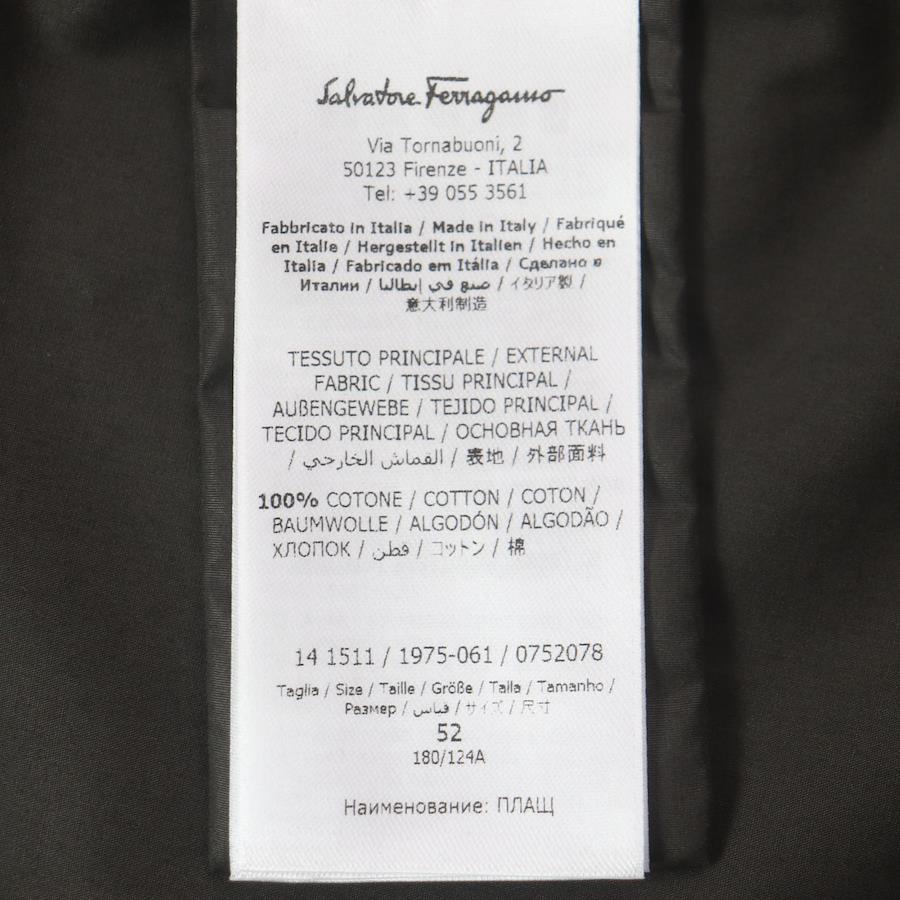 Salvatore Ferragamo
Via Tornabuoni, 2
50123 Firenze - ITALIA
Tel: +39 055 3561
Fabbricato in Italia / Made in Italy / Fabriqué
en Italie / Hergestellt in Italien / Hecho en
Italia / Fabricado em Itália / Сделано в
Италии / صنع في إيطاليا / イタリア製 /
意大利制造
TESSUTO PRINCIPALE / EXTERNAL
FABRIC / TISSU PRINCIPAL /
AUßENGEWEBE / TEJIDO PRINCIPAL /
TECIDO PRINCIPAL / ОСНОВНАЯ ТКАНЬ
/ القماش الخارجي / 表地 / 外部面料
100% COTONE / COTTON / COTON /
BAUMWOLLE / ALGODÓN / ALGODÃO /
ХЛОПОК / قطن / コットン / 棉
14 1511 / 1975-061 / 0752078
Taglia / Size / Taille / Größe / Talla / Tamanho /
Размер / قياس / サイズ / 尺寸
52
180/124A
Наименование: ПЛАЩ